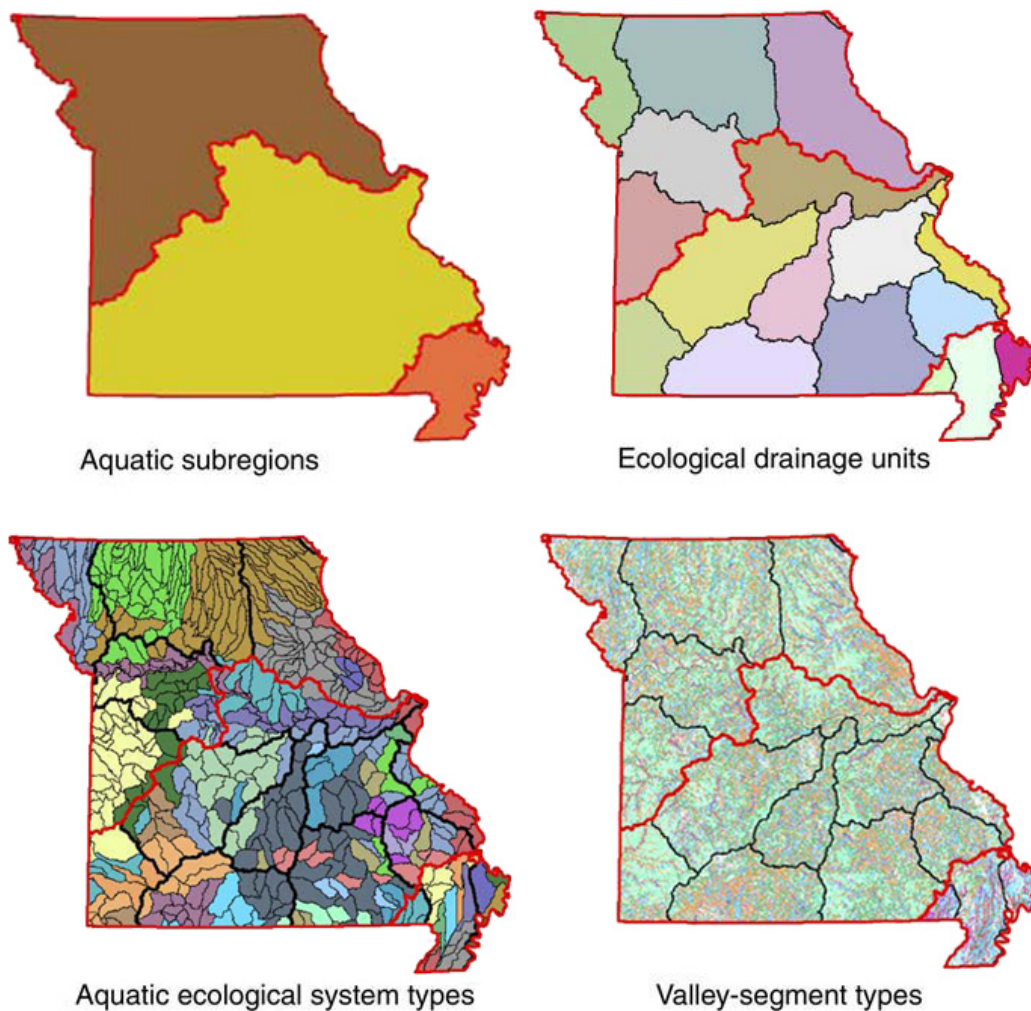 Aquatic subregions
Ecological drainage units
Aquatic ecological system types
Valley-segment types